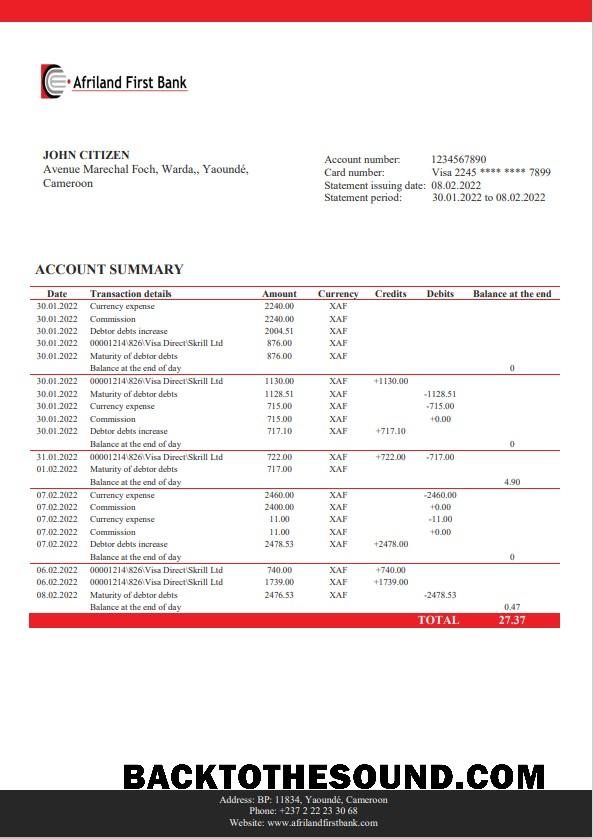 Afriland First Bank
JOHN CITIZEN
Avenue Marechal Foch, Warda,, Yaoundé,
Cameroon
Account number: 1234567890
Card number: Visa 2245 **** **** 7899
Statement issuing date: 08.02.2022
Statement period: 30.01.2022 to 08.02.2022
ACCOUNT SUMMARY
Date Transaction details Amount Currency Credits Debits Balance at the end
30.01.2022 Currency expense 2240.00 XAF
30.01.2022 Commission 2240.00 XAF
30.01.2022 Debtor debts increase 2004.51 XAF
30.01.2022 00001214\826\Visa Direct\Skrill Ltd 876.00 XAF
30.01.2022 Maturity of debtor debts 876.00 XAF
Balance at the end of day 0
30.01.2022 00001214\826\Visa Direct\Skrill Ltd 1130.00 XAF +1130.00
30.01.2022 Maturity of debtor debts 1128.51 XAF -1128.51
30.01.2022 Currency expense 715.00 XAF -715.00
30.01.2022 Commission 715.00 XAF +0.00
30.01.2022 Debtor debts increase 717.10 XAF +717.10
Balance at the end of day 0
31.01.2022 00001214\826\Visa Direct\Skrill Ltd 722.00 XAF +722.00 -717.00
01.02.2022 Maturity of debtor debts 717.00 XAF
Balance at the end of day 4.90
07.02.2022 Currency expense 2460.00 XAF -2460.00
07.02.2022 Commission 2400.00 XAF +0.00
07.02.2022 Currency expense 11.00 XAF -11.00
07.02.2022 Commission 11.00 XAF +0.00
07.02.2022 Debtor debts increase 2478.53 XAF +2478.00
Balance at the end of day 0
06.02.2022 00001214\826\Visa Direct\Skrill Ltd 740.00 XAF +740.00
06.02.2022 00001214\826\Visa Direct\Skrill Ltd 1739.00 XAF +1739.00
08.02.2022 Maturity of debtor debts 2476.53 XAF -2478.53
Balance at the end of day 0.47
TOTAL 27.37
BACKTOTHESOUND.COM
Address: BP: 11834, Yaoundé, Cameroon
Phone: +237 2 22 23 30 68
Website: www.afrilandfirstbank.com